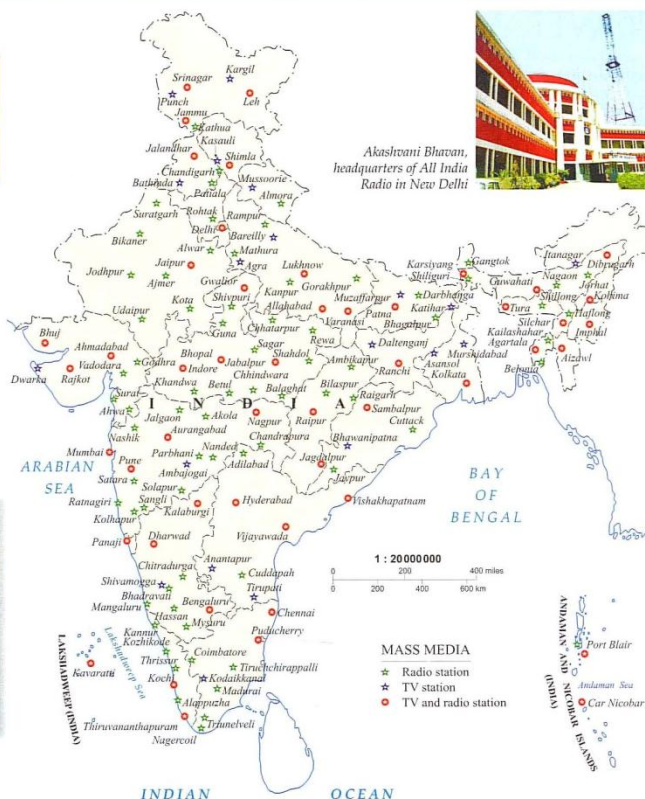 Akashvani Bhavan,
headquarters of All India
Radio in New Delhi
Srinagar
Kargil
Punch
Leh
Jammu
Kathua
Kasauli
Jalandhar
Shimla
Chandigarh
Mussoorie
Bathinda
Patiala
Almora
Suratgarh
Rohtak
Rampur
Delhi
Bareilly
Bikaner
Alwar
Mathura
Jaipur
Agra
Lukhnow
Jodhpur
Ajmer
Gwalior
Kanpur
Gorakhpur
Karsiyang
Shiliguri
Gangtok
Itanagar
Dibrugarh
Guwahati
Nagaon
Jorhat
Kohima
Udaipur
Kota
Shivpuri
Allahabad
Muzaffarpur
Darbhanga
Patna
Katihar
Tura
Shillong
Haflong
Varanasi
Bhagalpur
Silchar
Imphal
Bhuj
Guna
Chhatarpur
Rewa
Daltenganj
Kailashahar
Ahmadabad
Sagar
Murshidabad
Agartala
Aizawl
Vadodara
Godhra
Bhopal
Jabalpur
Shahdol
Ambikapur
Ranchi
Asansol
Kolkata
Indore
Chhindwara
Belonia
Dwarka
Rajkot
Khandwa
Betul
Balaghat
Bilaspur
Raigarh
Surat
INDIA
Sambalpur
Ahwa
Jalgaon
Akola
Nagpur
Raipur
Cuttack
Nashik
Aurangabad
Chandrapura
Bhawanipatna
Mumbai
Parbhani
Nanded
ARABIAN
SEA
Pune
Ambajogai
Adilabad
Jagdalpur
Jaypur
BAY
OF
BENGAL
Satara
Solapur
Ratnagiri
Sangli
Hyderabad
Vishakhapatnam
Kolhapur
Kalaburgi
Vijayawada
Panaji
Dharwad
Anantapur
1 : 20000000
0 200 400 miles
0 200 400 600 km
Chitradurga
Cuddapah
Shivamogga
Tirupati
Bhadravati
Bengaluru
Mangaluru
Chennai
Hassan
Mysuru
Puducherry
MASS MEDIA
Radio station
TV station
TV and radio station
Kannur
Kozhikode
Coimbatore
LAKSHADWEEP (INDIA)
Lakshadweep Sea
Kavaratti
Thrissur
Tiruchchirappalli
Kochi
Kodaikkanal
Madurai
Alappuzha
Thiruvananthapuram
Nagercoil
ANDAMAN AND NICOBAR ISLANDS
(INDIA)
Port Blair
Andaman Sea
Car Nicobar
INDIAN OCEAN